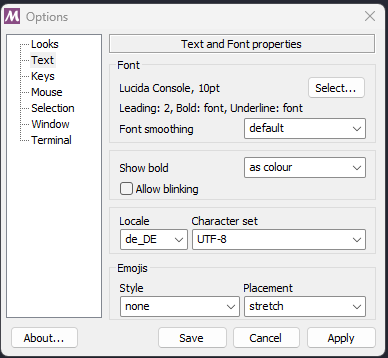 M Options
Looks
Text
Keys
Mouse
Selection
Window
Terminal
Text and Font properties
Font
Lucida Console, 10pt
Select...
Leading: 2, Bold: font, Underline: font
Font smoothing
default
Show bold
as colour
Allow blinking
Locale
Character set
de_DE
UTF-8
Emojis
Style
Placement
none
stretch
About...
Save
Cancel
Apply